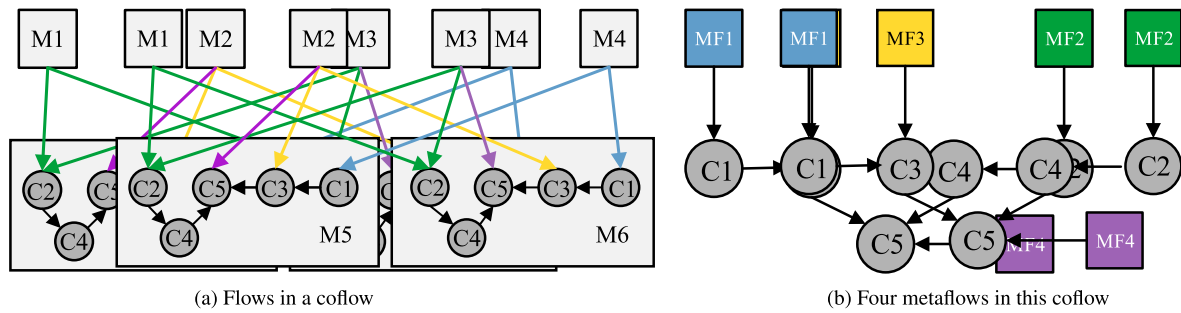 M1 M1 M2 M2 M3 M3 M4 M4
MF1 MF1 MF3 MF2 MF2
C2 C5 C2 C5 C3 C1 C2 C5 C3 C1
C1 C1 C3 C4 C4 C2
C4 C4 M5 C4 M6
C5 C5 MF4 MF4
(a) Flows in a coflow
(b) Four metaflows in this coflow